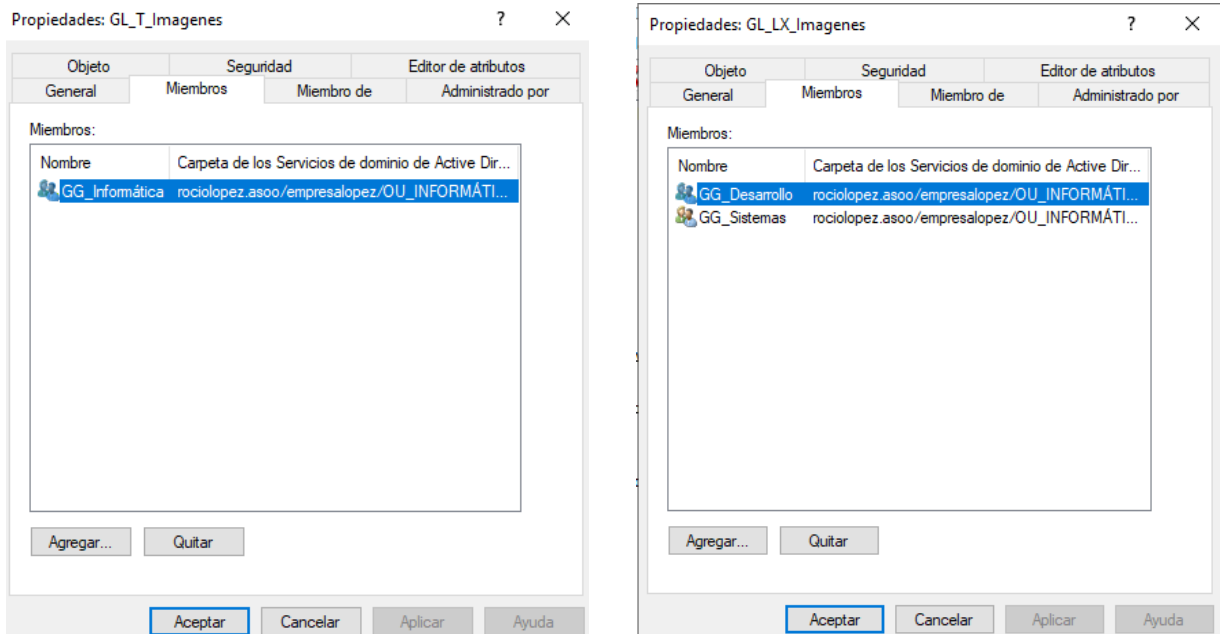 Propiedades: GL_T_Imagenes ? ×
Objeto Seguridad Editor de atributos
General Miembros Miembro de Administrado por
Miembros:
Nombre Carpeta de los Servicios de dominio de Active Dir...
GG_Informática rociolopez.asoo/empresalopez/OU_INFORMÁTI...
Agregar... Quitar
Aceptar Cancelar Aplicar Ayuda
Propiedades: GL_LX_Imagenes ? ×
Objeto Seguridad Editor de atributos
General Miembros Miembro de Administrado por
Miembros:
Nombre Carpeta de los Servicios de dominio de Active Dir...
GG_Desarrollo rociolopez.asoo/empresalopez/OU_INFORMÁTI...
GG_Sistemas rociolopez.asoo/empresalopez/OU_INFORMÁTI...
Agregar... Quitar
Aceptar Cancelar Aplicar Ayuda